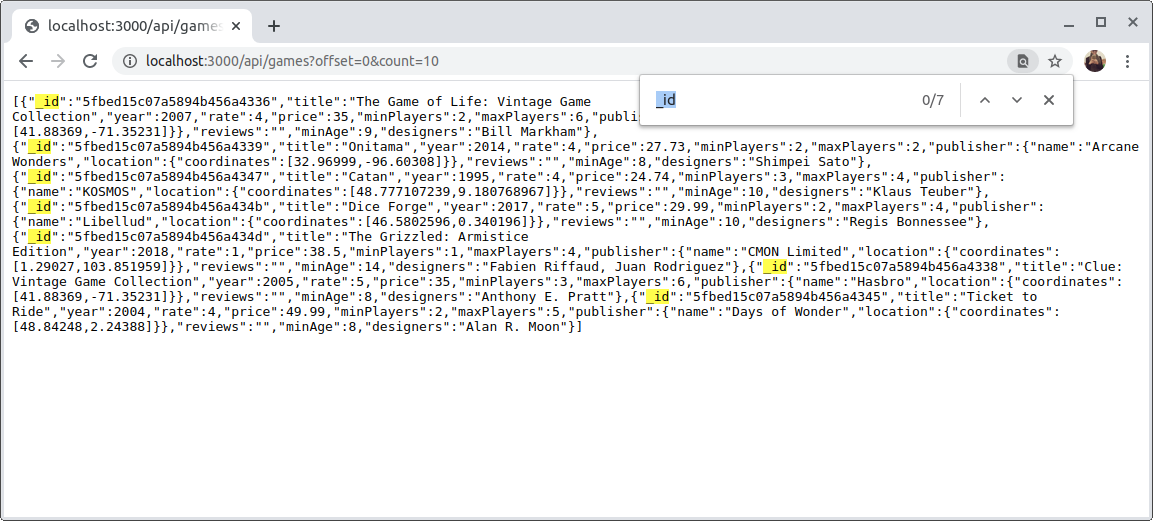 localhost:3000/api/games
localhost:3000/api/games?offset=0&count=10
_id
0/7
[{"_id":"5fbed15c07a5894b456a4336","title":"The Game of Life: Vintage Game
Collection","year":2007,"rate":4,"price":35,"minPlayers":2,"maxPlayers":6,"publis
[41.88369,-71.35231]}},"reviews":"","minAge":9,"designers":"Bill Markham"},
{"_id":"5fbed15c07a5894b456a4339","title":"Onitama","year":2014,"rate":4,"price":27.73,"minPlayers":2,"maxPlayers":2,"publisher":{"name":"Arcane
Wonders","location":{"coordinates":[32.96999,-96.60308]}},"reviews":"","minAge":8,"designers":"Shimpei Sato"},
{"_id":"5fbed15c07a5894b456a4347","title":"Catan","year":1995,"rate":4,"price":24.74,"minPlayers":3,"maxPlayers":4,"publisher":
{"name":"KOSMOS","location":{"coordinates":[48.777107239,9.180768967]}},"reviews":"","minAge":10,"designers":"Klaus Teuber"},
{"_id":"5fbed15c07a5894b456a434b","title":"Dice Forge","year":2017,"rate":5,"price":29.99,"minPlayers":2,"maxPlayers":4,"publisher":
{"name":"Libellud","location":{"coordinates":[46.5802596,0.340196]}},"reviews":"","minAge":10,"designers":"Regis Bonnessee"},
{"_id":"5fbed15c07a5894b456a434d","title":"The Grizzled: Armistice
Edition","year":2018,"rate":1,"price":38.5,"minPlayers":1,"maxPlayers":4,"publisher":{"name":"CMON Limited","location":{"coordinates":
[1.29027,103.851959]}},"reviews":"","minAge":14,"designers":"Fabien Riffaud, Juan Rodriguez"},{"_id":"5fbed15c07a5894b456a4338","title":"Clue:
Vintage Game Collection","year":2005,"rate":5,"price":35,"minPlayers":3,"maxPlayers":6,"publisher":{"name":"Hasbro","location":{"coordinates":
[41.88369,-71.35231]}},"reviews":"","minAge":8,"designers":"Anthony E. Pratt"},{"_id":"5fbed15c07a5894b456a4345","title":"Ticket to
Ride","year":2004,"rate":4,"price":49.99,"minPlayers":2,"maxPlayers":5,"publisher":{"name":"Days of Wonder","location":{"coordinates":
[48.84248,2.24388]}},"reviews":"","minAge":8,"designers":"Alan R. Moon"}]